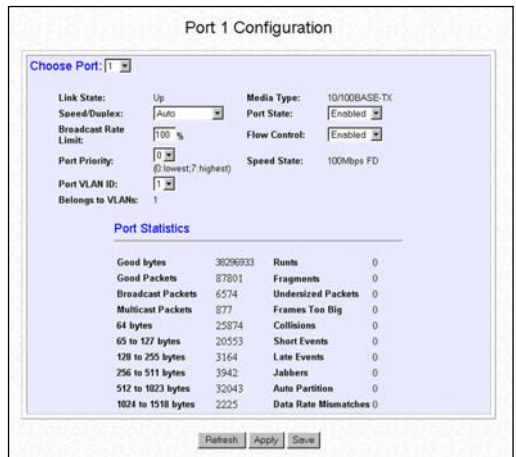 Port 1 Configuration
Choose Port: 1
Link State: Up Media Type: 10/100BASE-TX
Speed/Duplex: Auto Port State: Enabled
Broadcast Rate Limit: 100 % Flow Control: Enabled
Port Priority: 0 (0:lowest;7:highest) Speed State: 100Mbps FD
Port VLAN ID: 1
Belongs to VLANs: 1
Port Statistics
Good bytes 38296933 Runts 0
Good Packets 87801 Fragments 0
Broadcast Packets 6574 Undersized Packets 0
Multicast Packets 877 Frames Too Big 0
64 bytes 25874 Collisions 0
65 to 127 bytes 20553 Short Events 0
128 to 255 bytes 3164 Late Events 0
256 to 511 bytes 3942 Jabbers 0
512 to 1023 bytes 32043 Auto Partition 0
1024 to 1518 bytes 2225 Data Rate Mismatches 0
Refresh Apply Save